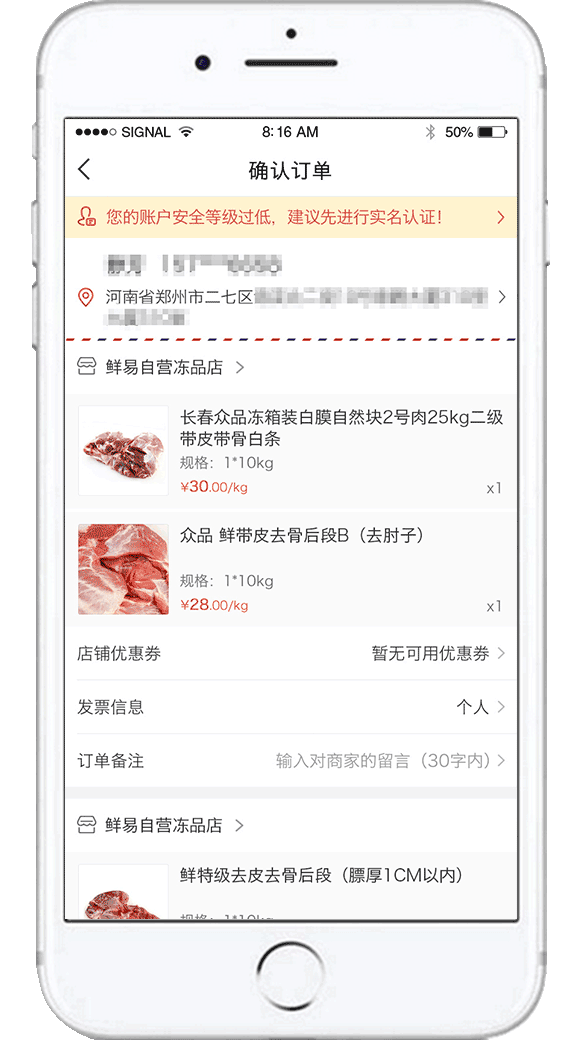 SIGNAL 8:16 AM 50%
确认订单
您的账户安全等级过低，建议先进行实名认证！
河南省郑州市二七区
鲜易自营冻品店
长春众品冻箱装白膜自然块2号肉25kg二级
带皮带骨白条
规格：1*10kg
¥30.00/kg x1
众品 鲜带皮去骨后段B（去肘子）
规格：1*10kg
¥28.00/kg x1
店铺优惠券 暂无可用优惠券
发票信息 个人
订单备注 输入对商家的留言（30字内）
鲜易自营冻品店
鲜特级去皮去骨后段（膘厚1CM以内）
规格：1*10kg